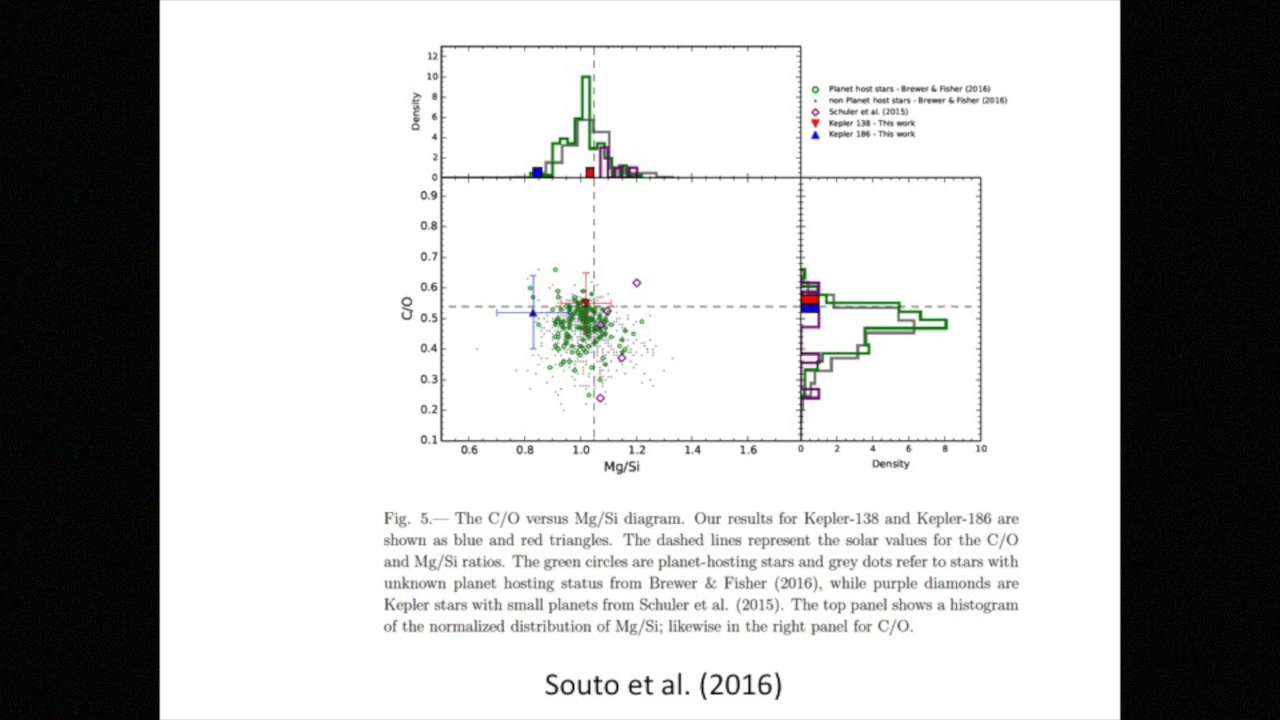 12
10
8
6
4
2
0
Density
Planet host stars - Brewer & Fisher (2016)
non Planet host stars - Brewer & Fisher (2016)
Schuler et al. (2015)
Kepler 138 - This work
Kepler 186 - This work
0.9
0.8
0.7
0.6
0.5
0.4
0.3
0.2
0.1
C/O
0.6 0.8 1.0 1.2 1.4 1.6
Mg/Si
0 2 4 6 8 10
Density
Fig. 5.— The C/O versus Mg/Si diagram. Our results for Kepler-138 and Kepler-186 are
shown as blue and red triangles. The dashed lines represent the solar values for the C/O
and Mg/Si ratios. The green circles are planet-hosting stars and grey dots refer to stars with
unknown planet hosting status from Brewer & Fisher (2016), while purple diamonds are
Kepler stars with small planets from Schuler et al. (2015). The top panel shows a histogram
of the normalized distribution of Mg/Si; likewise in the right panel for C/O.
Souto et al. (2016)